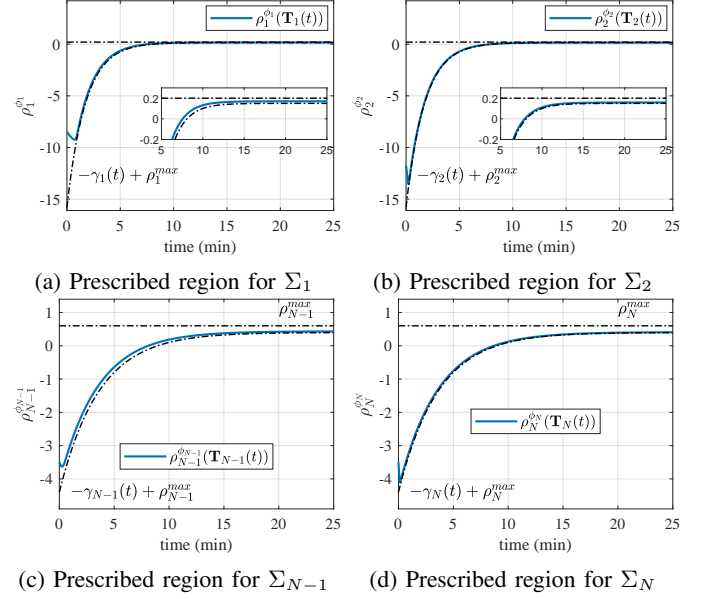 ρ_1^{ϕ_1}(T_1(t))
0
-5
-10
-15
ρ_1^{ϕ_1}
0.2
0
-0.2
5 10 15 20 25
−γ_1(t) + ρ_1^{max}
0 5 10 15 20 25
time (min)
(a) Prescribed region for Σ_1
ρ_2^{ϕ_2}(T_2(t))
0
-5
-10
-15
ρ_2^{ϕ_2}
0.2
0
-0.2
5 10 15 20 25
−γ_2(t) + ρ_2^{max}
0 5 10 15 20 25
time (min)
(b) Prescribed region for Σ_2
ρ_{N−1}^{max}
1
0
-1
-2
-3
-4
ρ_{N−1}^{ϕ_{N−1}}
ρ_{N−1}^{ϕ_{N−1}}(T_{N−1}(t))
−γ_{N−1}(t) + ρ_{N−1}^{max}
0 5 10 15 20 25
time (min)
(c) Prescribed region for Σ_{N−1}
ρ_N^{max}
1
0
-1
-2
-3
-4
ρ_N^{ϕ_N}
ρ_N^{ϕ_N}(T_N(t))
−γ_N(t) + ρ_N^{max}
0 5 10 15 20 25
time (min)
(d) Prescribed region for Σ_N